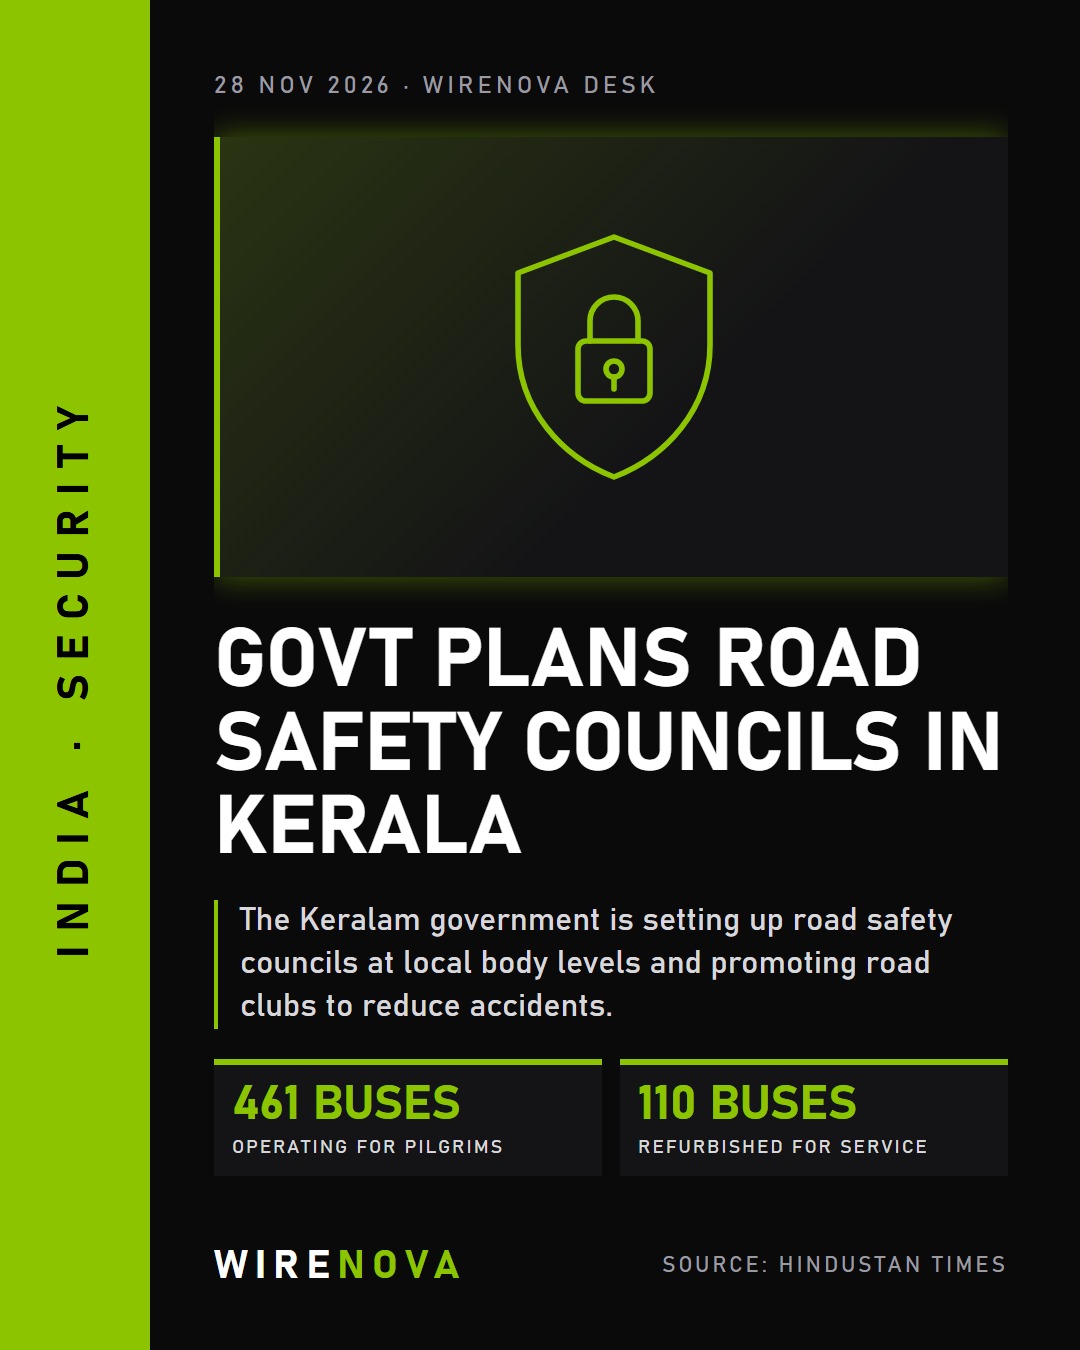 INDIA · SECURITY
28 NOV 2026 · WIRENOVA DESK
GOVT PLANS ROAD
SAFETY COUNCILS IN
KERALA
The Keralam government is setting up road safety
councils at local body levels and promoting road
clubs to reduce accidents.
461 BUSES
OPERATING FOR PILGRIMS
110 BUSES
REFURBISHED FOR SERVICE
WIRENOVA
SOURCE: HINDUSTAN TIMES